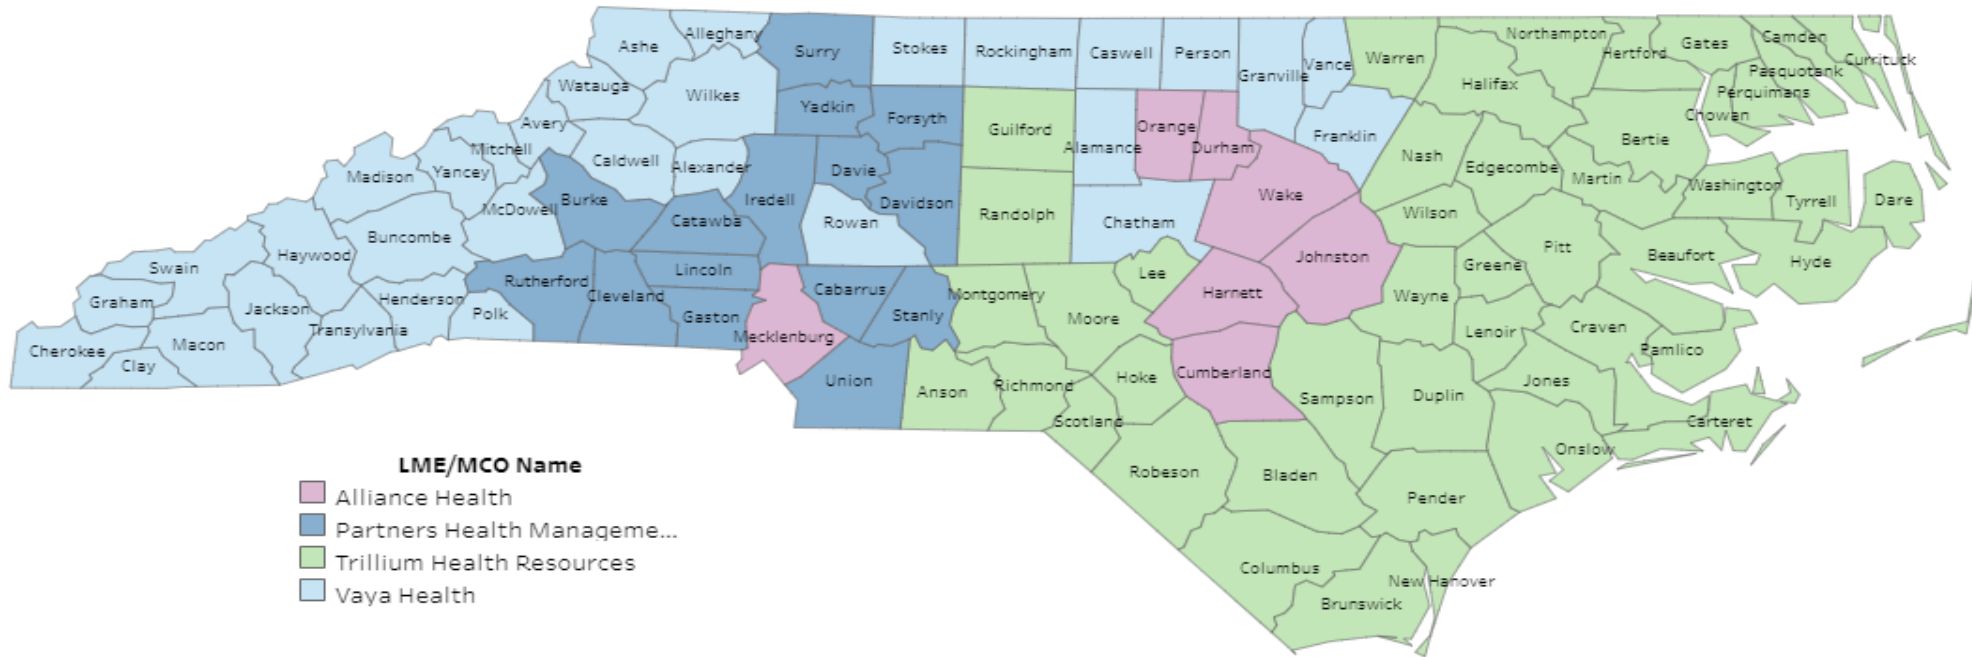 Ashe
Alleghany
Surry
Stokes
Rockingham
Caswell
Person
Granville
Vance
Warren
Northampton
Hertford
Gates
Camden
Currituck
Watauga
Wilkes
Yadkin
Forsyth
Guilford
Alamance
Orange
Durham
Franklin
Halifax
Pasquotank
Perquimans
Chowan
Bertie
Avery
Mitchell
Caldwell
Alexander
Iredell
Davie
Davidson
Randolph
Chatham
Wake
Nash
Edgecombe
Martin
Washington
Tyrrell
Dare
Madison
Yancey
McDowell
Burke
Catawba
Rowan
Wilson
Pitt
Beaufort
Hyde
Haywood
Buncombe
Swain
Graham
Jackson
Henderson
Transylvania
Polk
Rutherford
Cleveland
Lincoln
Gaston
Mecklenburg
Cabarrus
Stanly
Montgomery
Moore
Lee
Harnett
Johnston
Wayne
Greene
Lenoir
Craven
Pamlico
Cherokee
Clay
Macon
Union
Anson
Richmond
Scotland
Hoke
Cumberland
Sampson
Duplin
Jones
Onslow
Carteret
Robeson
Bladen
Pender
Columbus
New Hanover
Brunswick
LME/MCO Name
Alliance Health
Partners Health Manageme...
Trillium Health Resources
Vaya Health